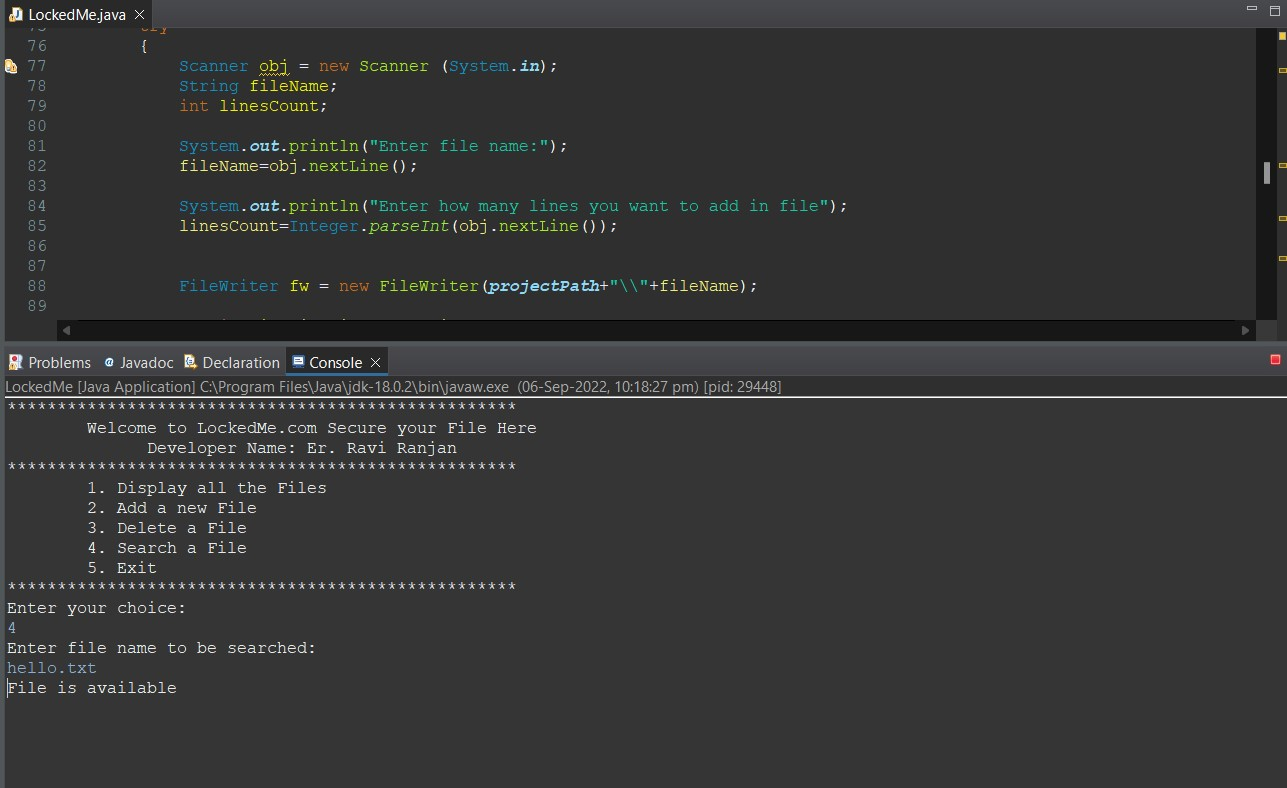 LockedMe.java
75 try
76 {
77 Scanner obj = new Scanner (System.in);
78 String fileName;
79 int linesCount;
80
81 System.out.println("Enter file name:");
82 fileName=obj.nextLine();
83
84 System.out.println("Enter how many lines you want to add in file");
85 linesCount=Integer.parseInt(obj.nextLine());
86
87
88 FileWriter fw = new FileWriter(projectPath+"\\"+fileName);
89
Problems @ Javadoc Declaration Console
LockedMe [Java Application] C:\Program Files\Java\jdk-18.0.2\bin\javaw.exe (06-Sep-2022, 10:18:27 pm) [pid: 29448]
***************************************************
Welcome to LockedMe.com Secure your File Here
Developer Name: Er. Ravi Ranjan
***************************************************
1. Display all the Files
2. Add a new File
3. Delete a File
4. Search a File
5. Exit
***************************************************
Enter your choice:
4
Enter file name to be searched:
hello.txt
File is available